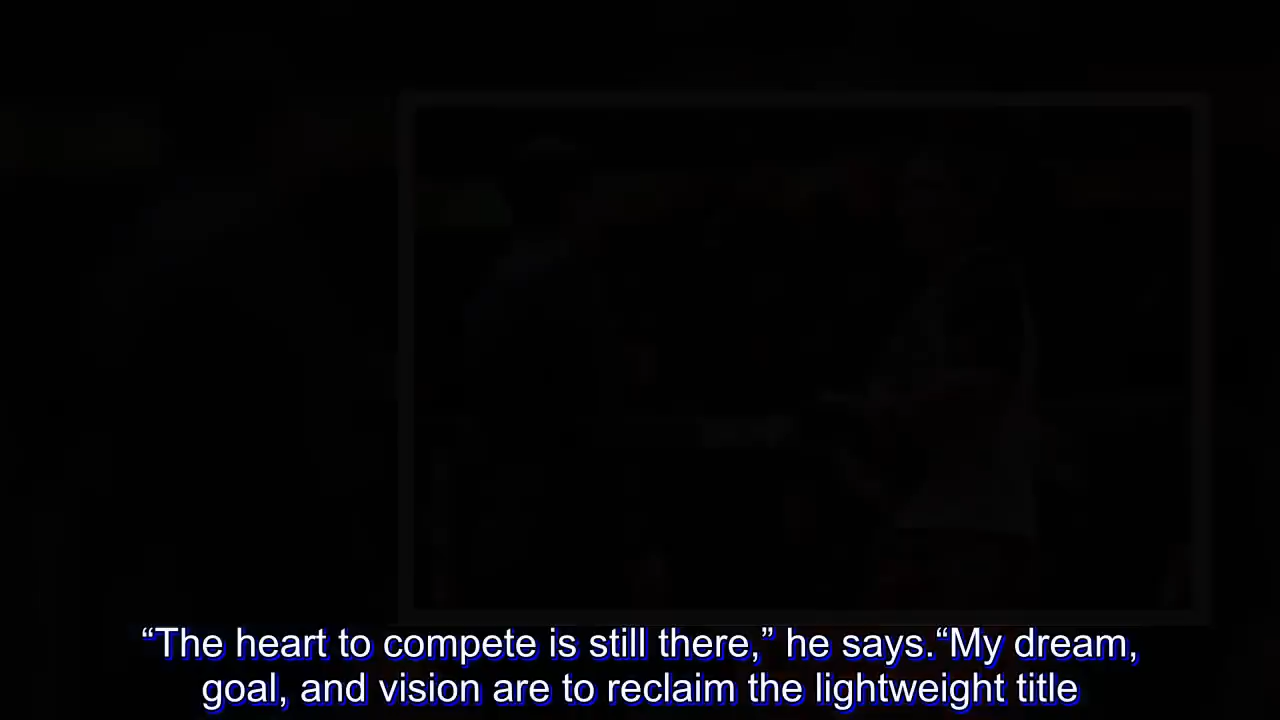 “The heart to compete is still there,” he says.“My dream,
goal, and vision are to reclaim the lightweight title